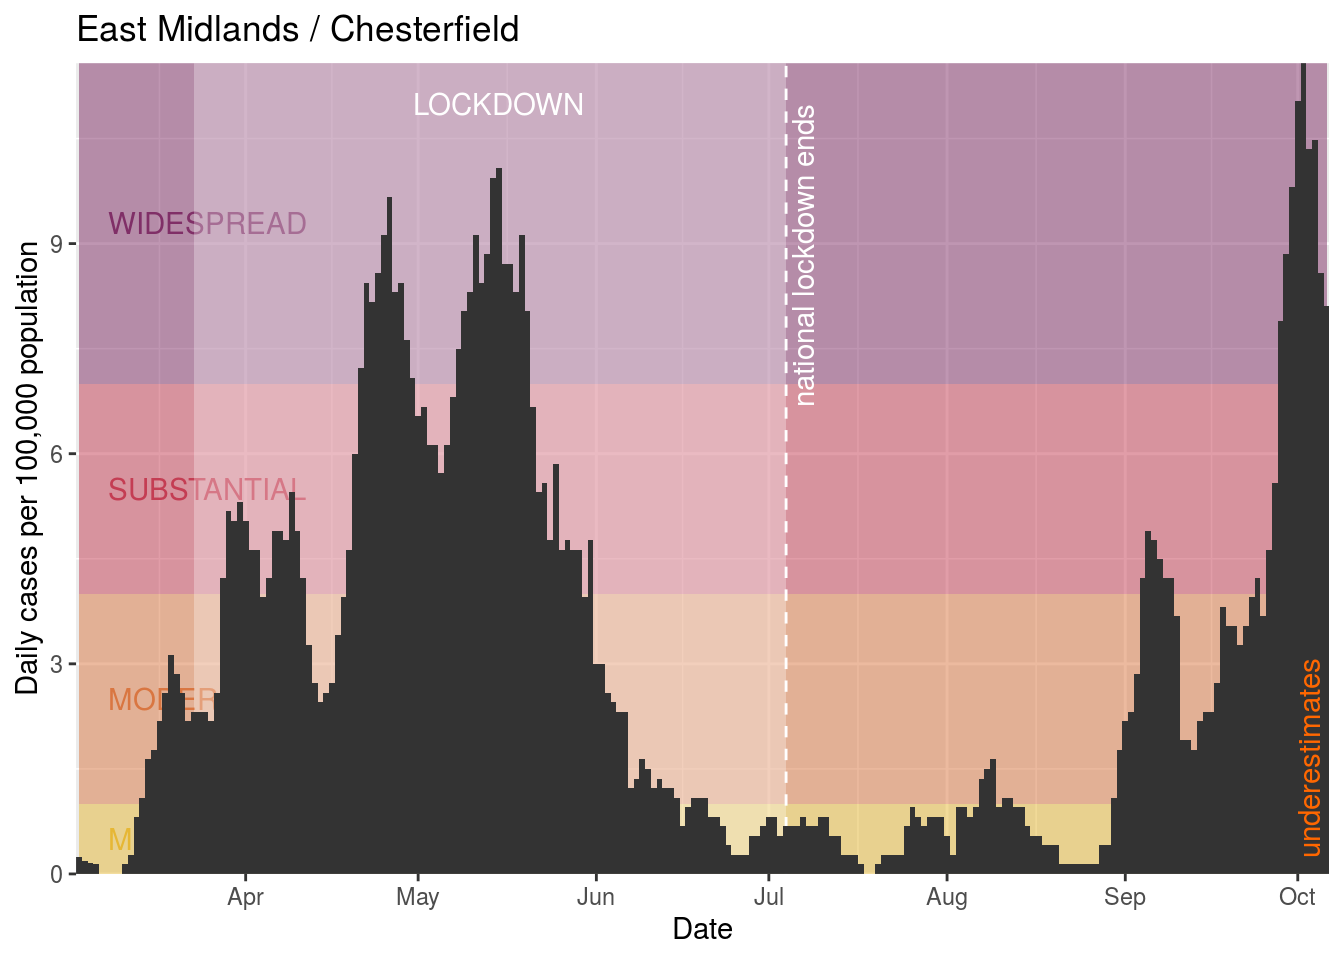 East Midlands / Chesterfield
LOCKDOWN
WIDESPREAD
SUBSTANTIAL
national lockdown ends
underestimates
Daily cases per 100,000 population
9
6
3
0
Apr
May
Jun
Jul
Aug
Sep
Oct
Date